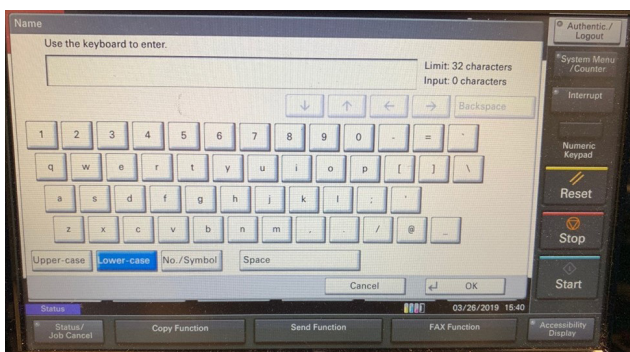 Name
Use the keyboard to enter.
Limit: 32 characters
Input: 0 characters
↓ ↑ ← → Backspace
1 2 3 4 5 6 7 8 9 0 - = `
q w e r t y u i o p [ ] \
a s d f g h j k l ; '
z x c v b n m , . / @ _
Upper-case Lower-case No./Symbol Space
Cancel ↵ OK
Status 03/26/2019 15:40
Status/
Job Cancel
Copy Function
Send Function
FAX Function
Authentic./
Logout
*System Menu
/Counter
Interrupt
Numeric
Keypad
Reset
Stop
Start
Accessibility
Display